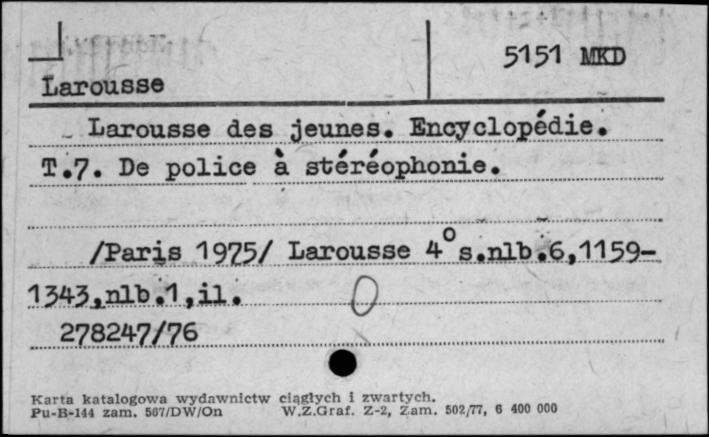 5151 MKD
Larousse
Larousse des jeunes. Encyclopédie.
T.7. De police à stéréophonie.
/Paris 1975/ Larousse 4° s.nlb.6,1159-
1343,nlb.1,il.
278247/76
Karta katalogowa wydawnictw ciągłych i zwartych.
Pu-B-144 zam. 567/DW/On W.Z.Graf. Z-2, Zam. 502/77, 6 400 000